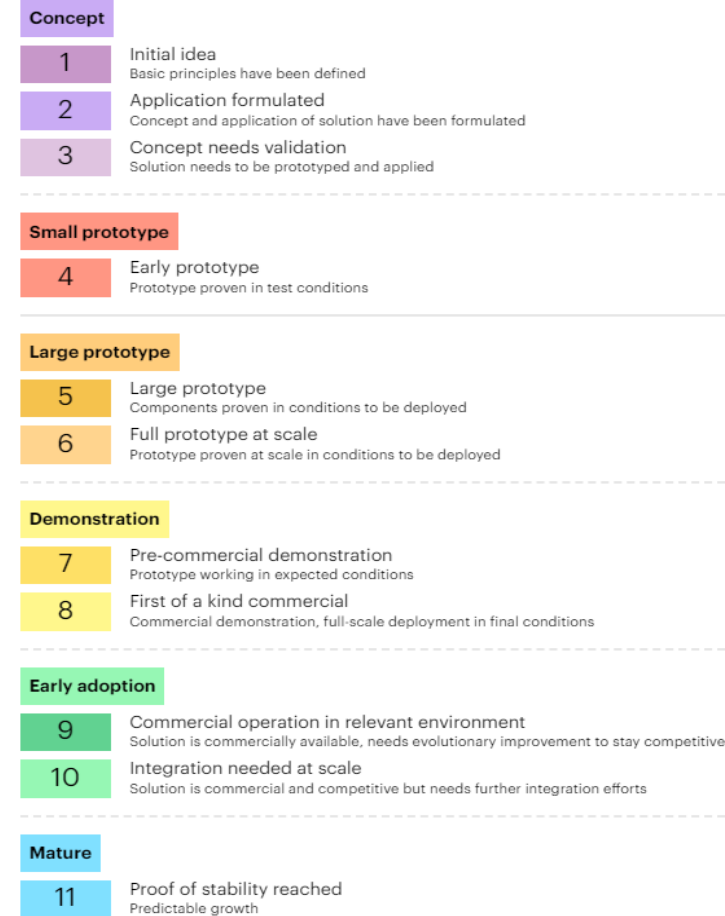 Concept
1
Initial idea
Basic principles have been defined
2
Application formulated
Concept and application of solution have been formulated
3
Concept needs validation
Solution needs to be prototyped and applied
Small prototype
4
Early prototype
Prototype proven in test conditions
Large prototype
5
Large prototype
Components proven in conditions to be deployed
6
Full prototype at scale
Prototype proven at scale in conditions to be deployed
Demonstration
7
Pre-commercial demonstration
Prototype working in expected conditions
8
First of a kind commercial
Commercial demonstration, full-scale deployment in final conditions
Early adoption
9
Commercial operation in relevant environment
Solution is commercially available, needs evolutionary improvement to stay competitive
10
Integration needed at scale
Solution is commercial and competitive but needs further integration efforts
Mature
11
Proof of stability reached
Predictable growth